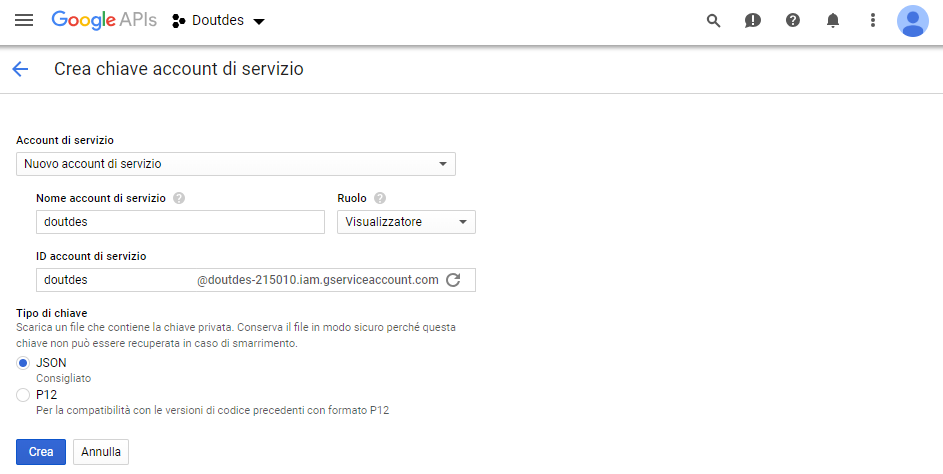 Google APIs Doutdes
Crea chiave account di servizio
Account di servizio
Nuovo account di servizio
Nome account di servizio Ruolo
doutdes Visualizzatore
ID account di servizio
doutdes @doutdes-215010.iam.gserviceaccount.com
Tipo di chiave
Scarica un file che contiene la chiave privata. Conserva il file in modo sicuro perché questa
chiave non può essere recuperata in caso di smarrimento.
JSON
Consigliato
P12
Per la compatibilità con le versioni di codice precedenti con formato P12
Crea Annulla